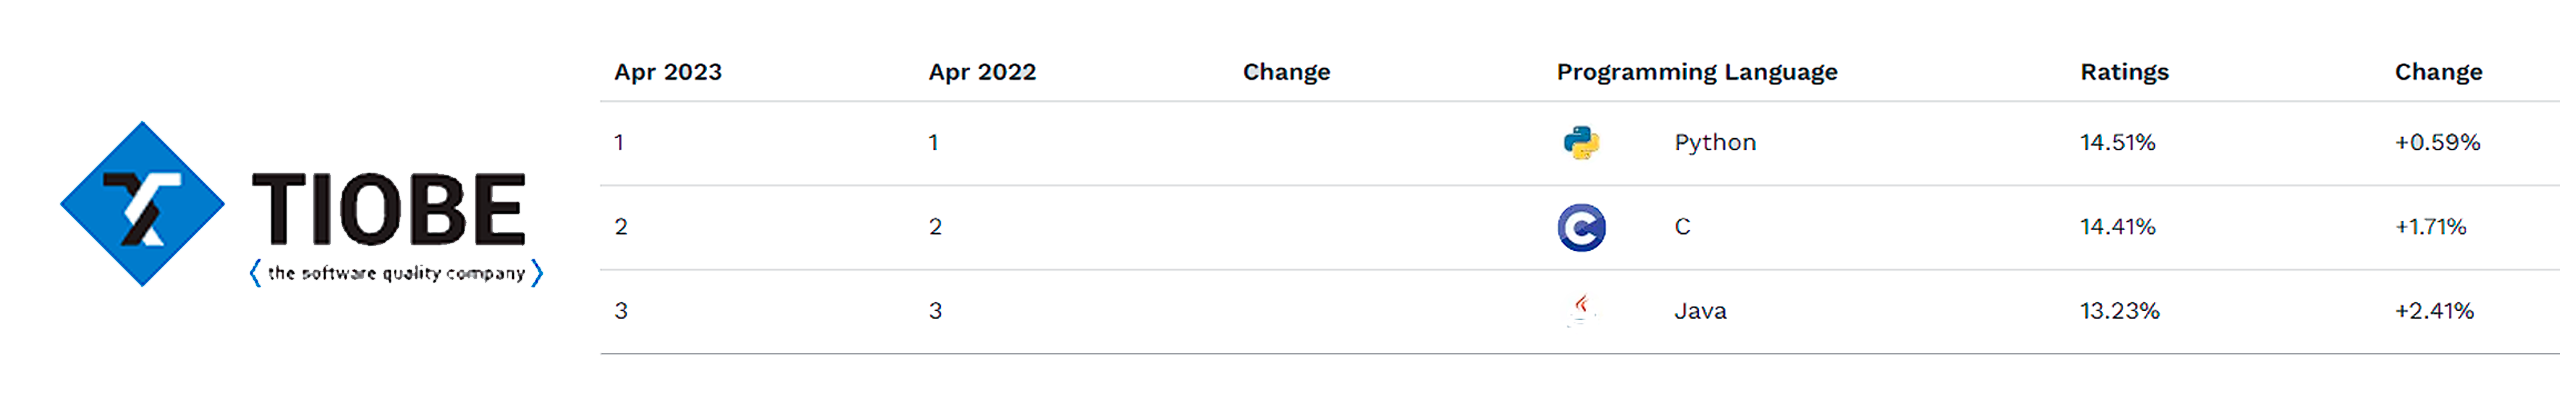 Apr 2023 Apr 2022 Change Programming Language Ratings Change
1 1 Python 14.51% +0.59%
TIOBE
2 2 C 14.41% +1.71%
the software quality company
3 3 Java 13.23% +2.41%